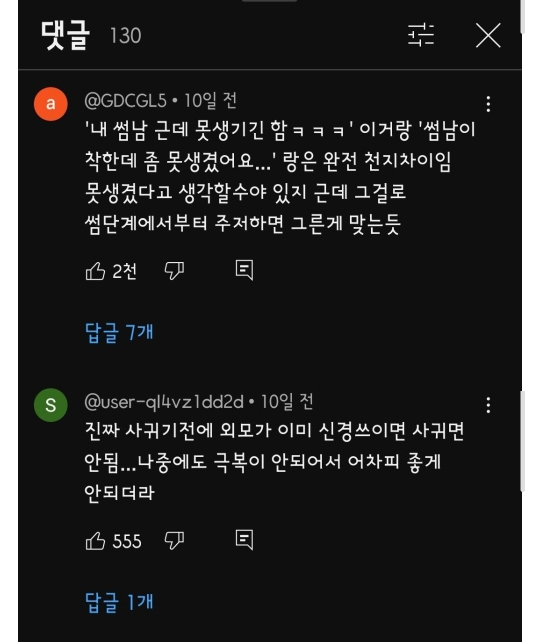 댓글 130
@GDCGL5 • 10일 전
'내 썸남 근데 못생기긴 함ㅋㅋㅋ' 이거랑 '썸남이
착한데 좀 못생겼어요...' 랑은 완전 천지차이임
못생겼다고 생각할수야 있지 근데 그걸로
썸단계에서부터 주저하면 그른게 맞는듯
2천
답글 7개
@user-ql4vz1dd2d • 10일 전
진짜 사귀기전에 외모가 이미 신경쓰이면 사귀면
안됨...나중에도 극복이 안되어서 어차피 좋게
안되더라
555
답글 1개